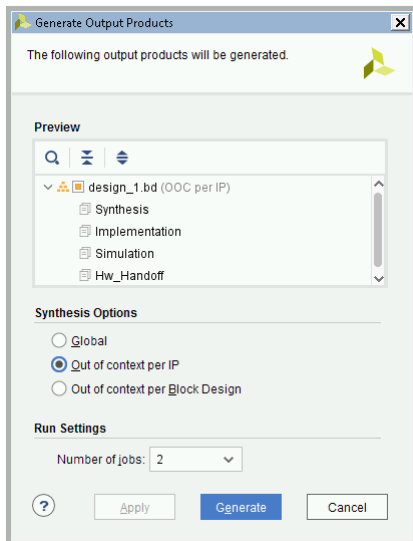 Generate Output Products
The following output products will be generated.
Preview
design_1.bd (OOC per IP)
Synthesis
Implementation
Simulation
Hw_Handoff
Synthesis Options
Global
Out of context per IP
Out of context per Block Design
Run Settings
Number of jobs: 2
? Apply Generate Cancel